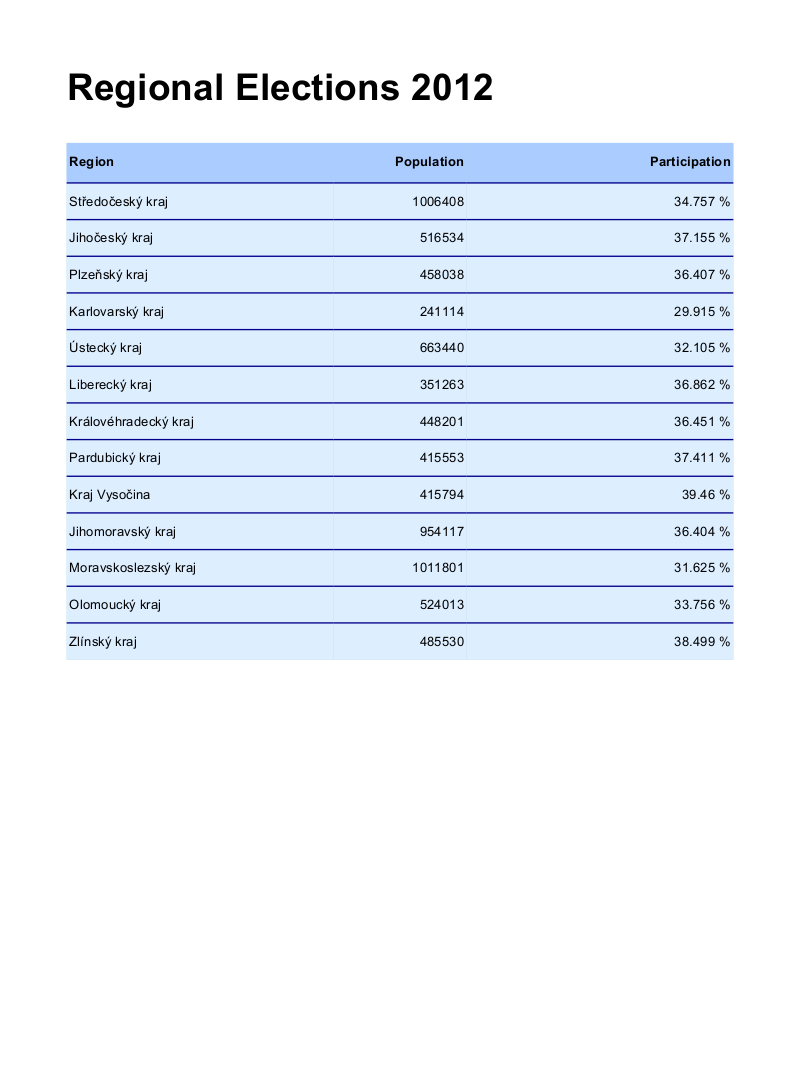 Regional Elections 2012
Region Population Participation
Středočeský kraj 1006408 34.757 %
Jihočeský kraj 516534 37.155 %
Plzeňský kraj 458038 36.407 %
Karlovarský kraj 241114 29.915 %
Ústecký kraj 663440 32.105 %
Liberecký kraj 351263 36.862 %
Královéhradecký kraj 448201 36.451 %
Pardubický kraj 415553 37.411 %
Kraj Vysočina 415794 39.46 %
Jihomoravský kraj 954117 36.404 %
Moravskoslezský kraj 1011801 31.625 %
Olomoucký kraj 524013 33.756 %
Zlínský kraj 485530 38.499 %